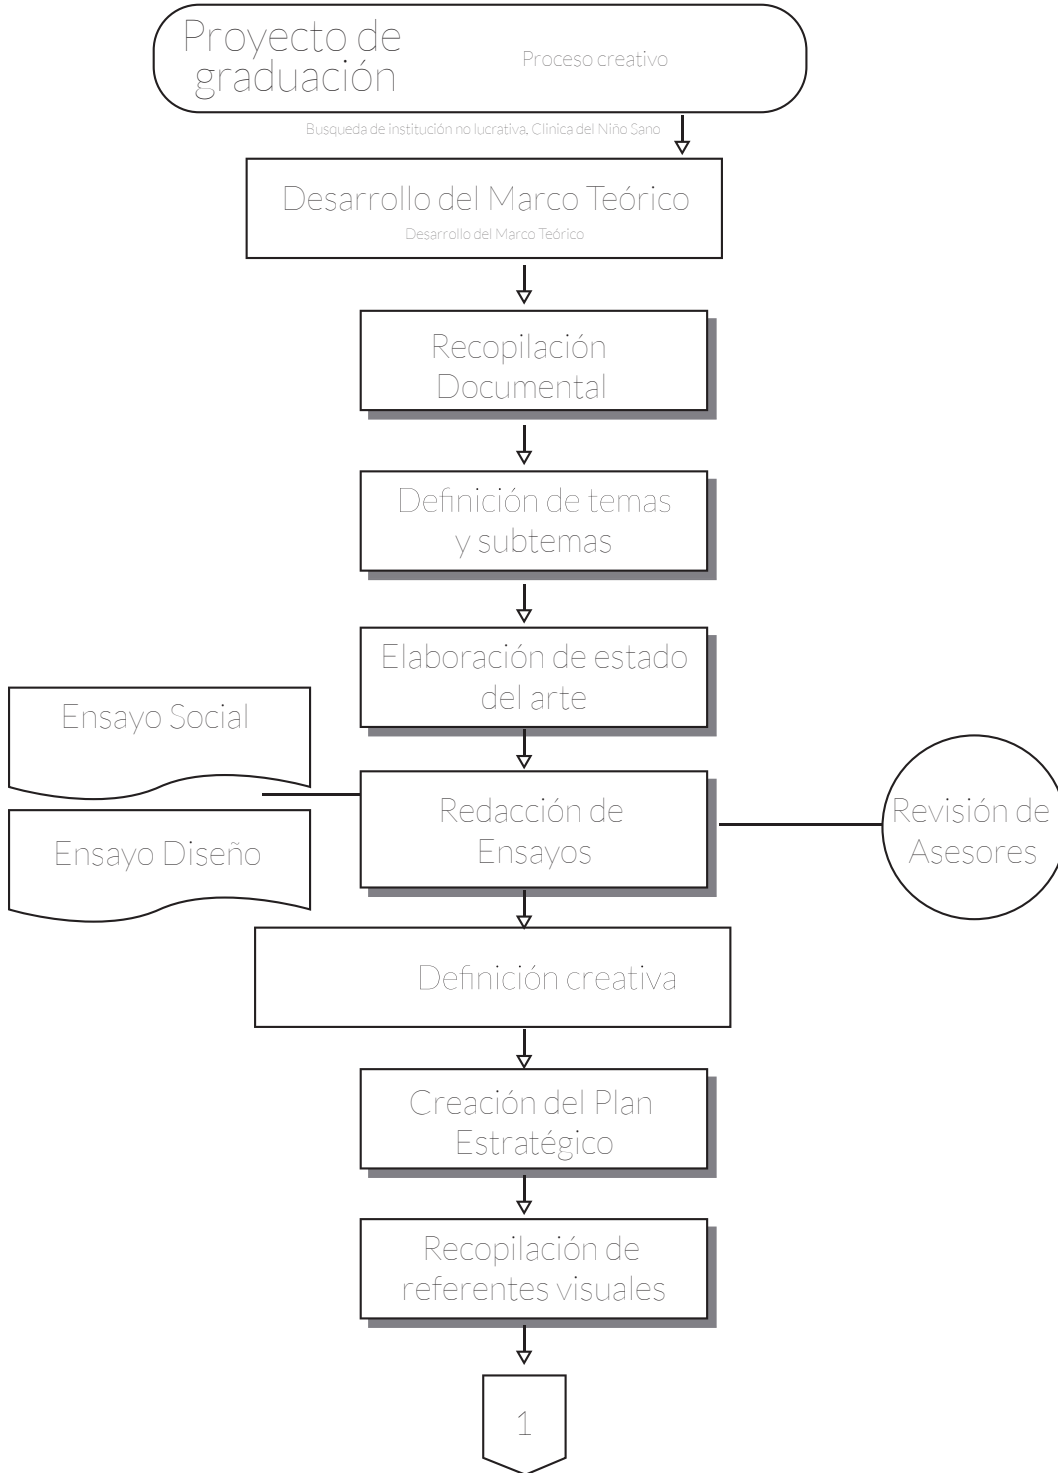 Proyecto de
graduación
Proceso creativo
Busqueda de institución no lucrativa, Clinica del Niño Sano
Desarrollo del Marco Teórico
Desarrollo del Marco Teórico
Recopilación
Documental
Definición de temas
y subtemas
Elaboración de estado
del arte
Ensayo Social
Ensayo Diseño
Redacción de
Ensayos
Revisión de
Asesores
Definición creativa
Creación del Plan
Estratégico
Recopilación de
referentes visuales
1